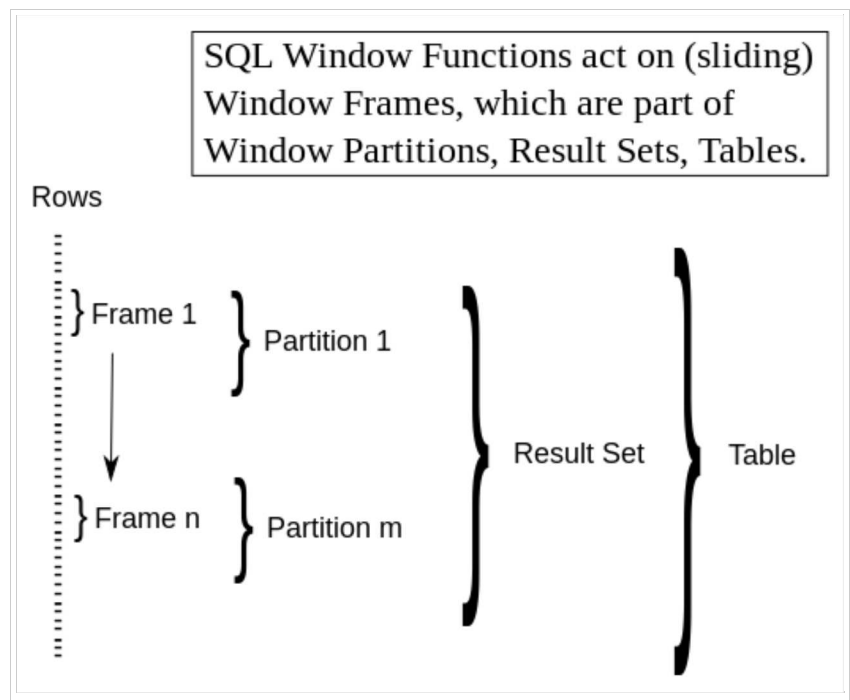 SQL Window Functions act on (sliding)
Window Frames, which are part of
Window Partitions, Result Sets, Tables.
Rows
Frame 1
Partition 1
Result Set
Table
Frame n
Partition m